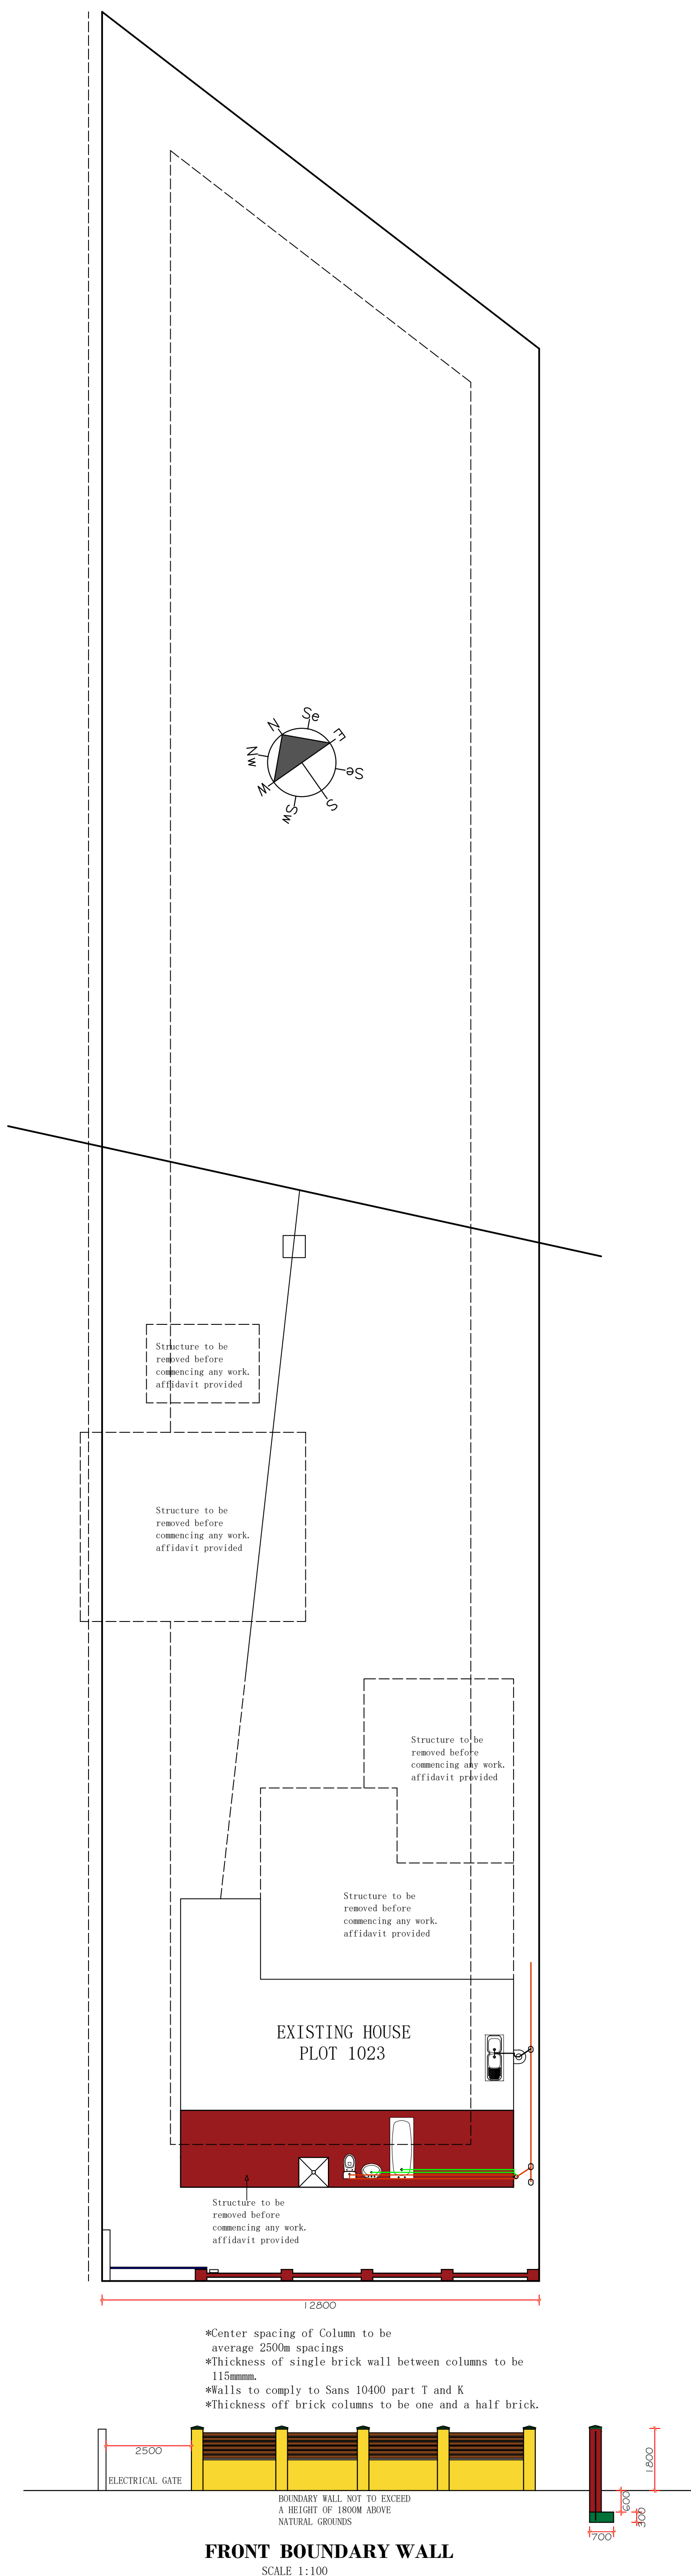 Se
N
E
Nw
Se
W
Sw
S
Structure to be
removed before
commencing any work.
affidavit provided
Structure to be
removed before
commencing any work.
affidavit provided
Structure to be
removed before
commencing any work.
affidavit provided
Structure to be
removed before
commencing any work.
affidavit provided
EXISTING HOUSE
PLOT 1023
Structure to be
removed before
commencing any work.
affidavit provided
12800
*Center spacing of Column to be
average 2500m spacings
*Thickness of single brick wall between columns to be
115mmmm.
*Walls to comply to Sans 10400 part T and K
*Thickness off brick columns to be one and a half brick.
2500
1800
ELECTRICAL GATE
BOUNDARY WALL NOT TO EXCEED
A HEIGHT OF 1800M ABOVE
NATURAL GROUNDS
600
300
700
FRONT BOUNDARY WALL
SCALE 1:100